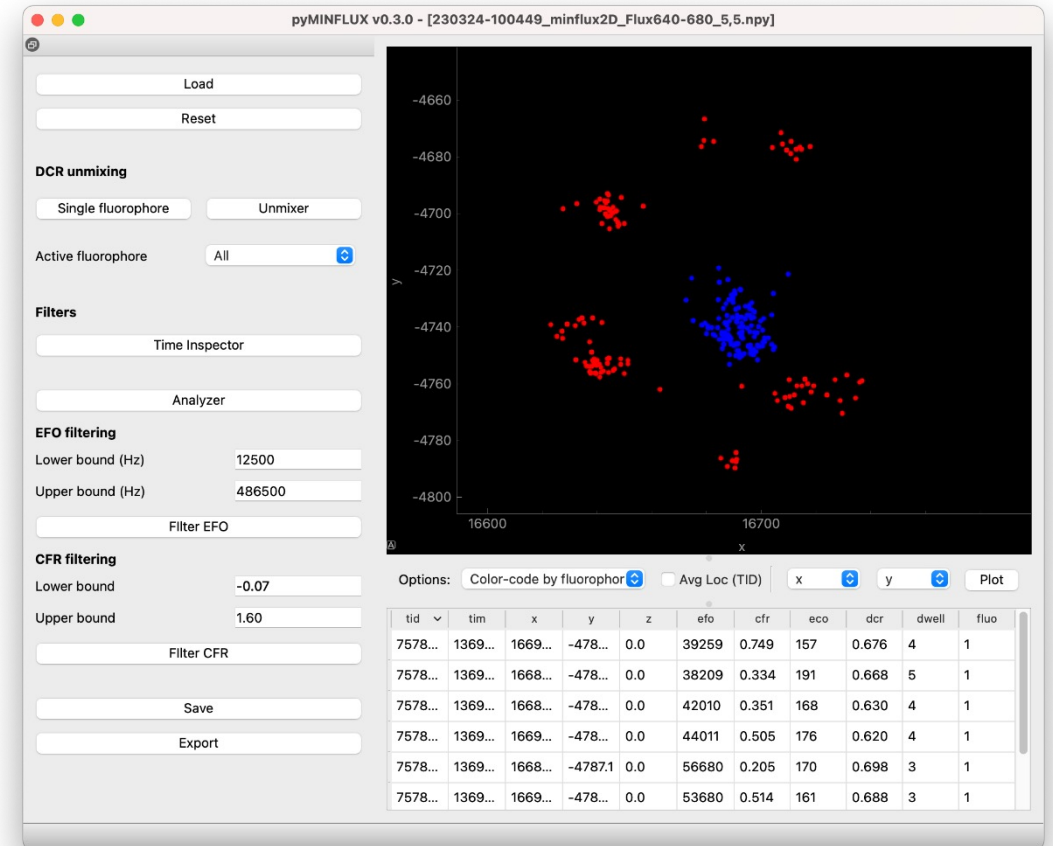 pyMINFLUX v0.3.0 - [230324-100449_minflux2D_Flux640-680_5,5.npy]
Load
Reset
DCR unmixing
Single fluorophore Unmixer
Active fluorophore All
Filters
Time Inspector
Analyzer
EFO filtering
Lower bound (Hz) 12500
Upper bound (Hz) 486500
Filter EFO
CFR filtering
Lower bound -0.07
Upper bound 1.60
Filter CFR
Save
Export
-4660
-4680
-4700
-4720
y
-4740
-4760
-4780
-4800
16600 16700
A x
Options: Color-code by fluorophor Avg Loc (TID) x y Plot
tid tim x y z efo cfr eco dcr dwell fluo
7578... 1369... 1669... -478... 0.0 39259 0.749 157 0.676 4 1
7578... 1369... 1668... -478... 0.0 38209 0.334 191 0.668 5 1
7578... 1369... 1668... -478... 0.0 42010 0.351 168 0.630 4 1
7578... 1369... 1668... -478... 0.0 44011 0.505 176 0.620 4 1
7578... 1369... 1668... -4787.1 0.0 56680 0.205 170 0.698 3 1
7578... 1369... 1669... -478... 0.0 53680 0.514 161 0.688 3 1